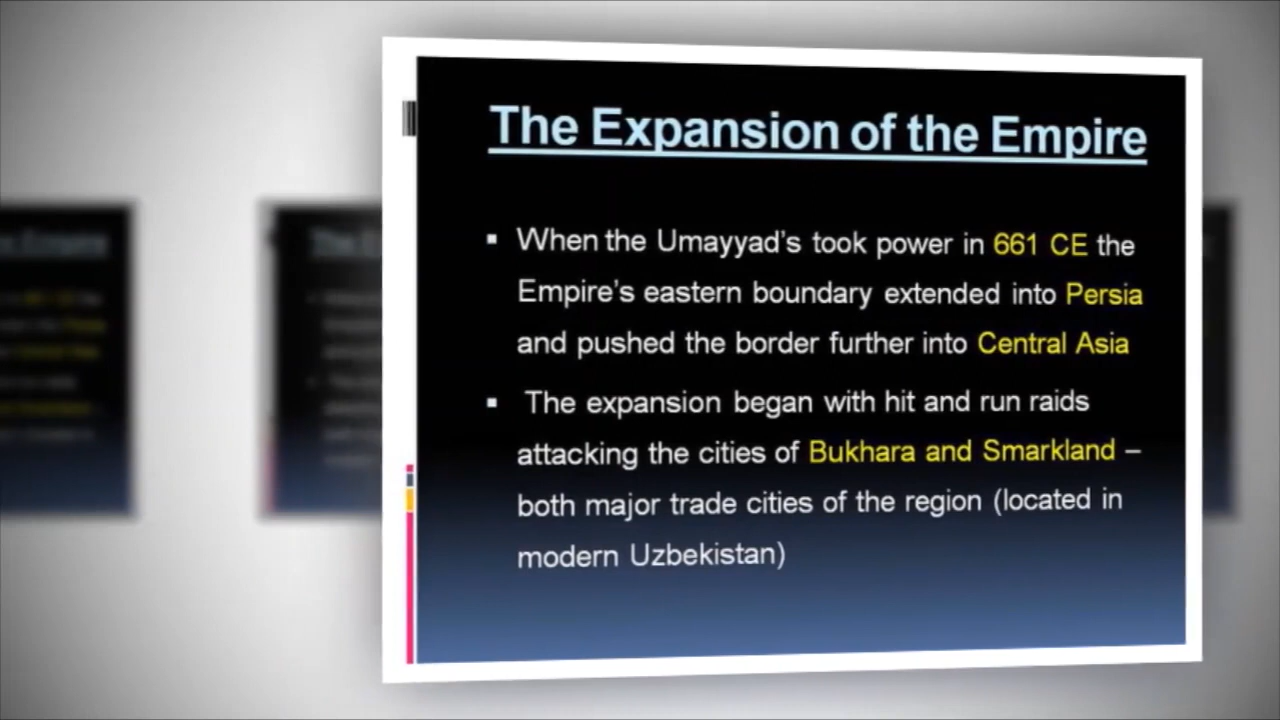 The Expansion of the Empire
▪ When the Umayyad's took power in 661 CE the
Empire's eastern boundary extended into Persia
and pushed the border further into Central Asia
▪ The expansion began with hit and run raids
attacking the cities of Bukhara and Smarkland –
both major trade cities of the region (located in
modern Uzbekistan)